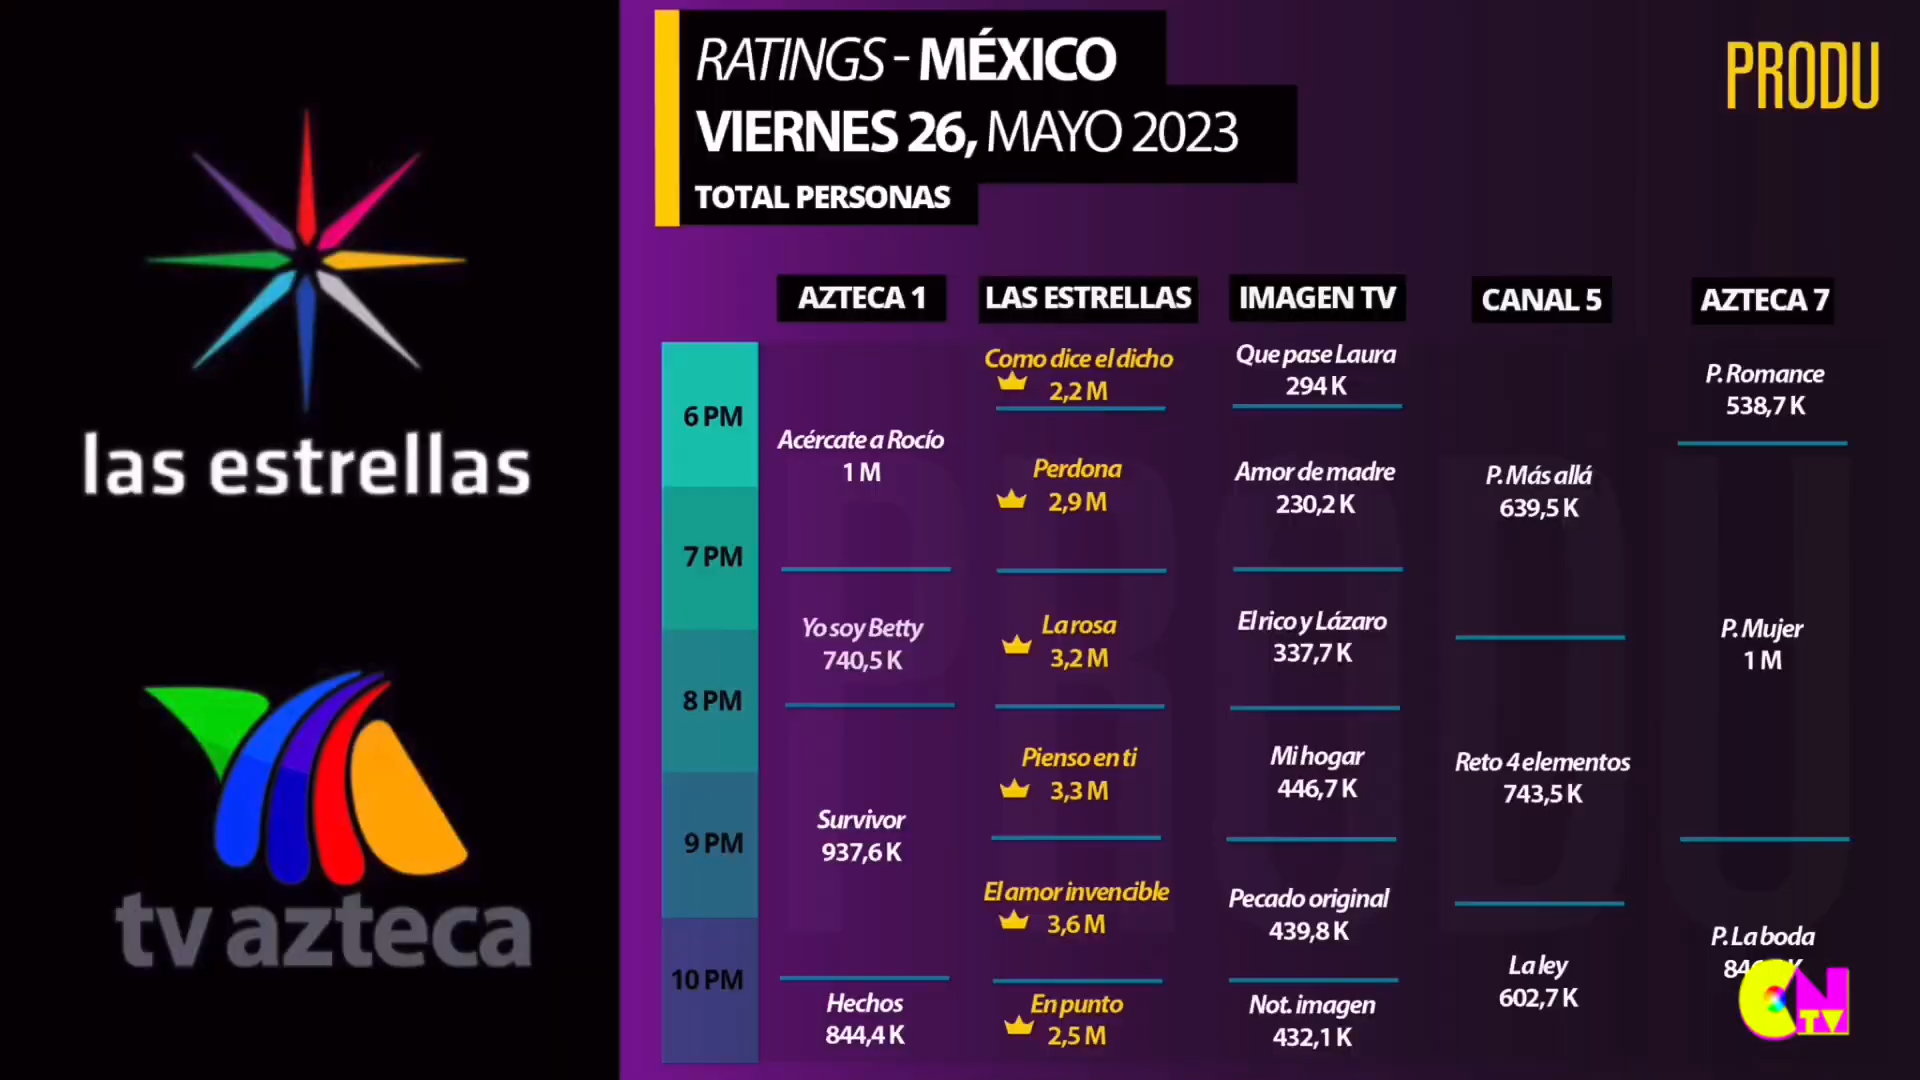 las estrellas
tv azteca
RATINGS - MÉXICO
VIERNES 26, MAYO 2023
TOTAL PERSONAS
PRODU
AZTECA 1
LAS ESTRELLAS
IMAGEN TV
CANAL 5
AZTECA 7
6 PM
7 PM
8 PM
9 PM
10 PM
Acércate a Rocío
1 M
Yo soy Betty
740,5 K
Survivor
937,6 K
Hechos
844,4 K
Como dice el dicho
2,2 M
Perdona
2,9 M
La rosa
3,2 M
Pienso en ti
3,3 M
El amor invencible
3,6 M
En punto
2,5 M
Que pase Laura
294 K
Amor de madre
230,2 K
El rico y Lázaro
337,7 K
Mi hogar
446,7 K
Pecado original
439,8 K
Not. imagen
432,1 K
P. Más allá
639,5 K
Reto 4 elementos
743,5 K
La ley
602,7 K
P. Romance
538,7 K
P. Mujer
1 M
P. La boda
CN
TV
PRODU